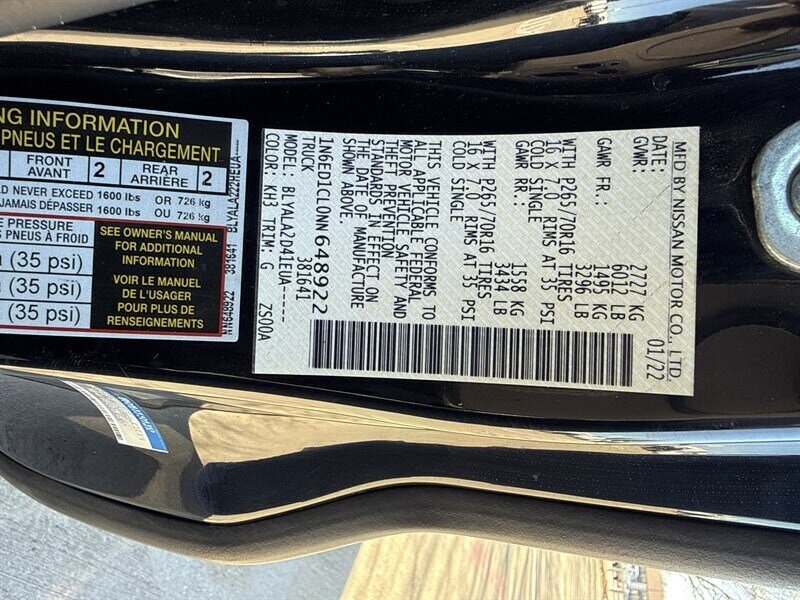 NG INFORMATION
PNEUS ET LE CHARGEMENT
FRONT
AVANT
2
REAR
ARRIÈRE
2
LD NEVER EXCEED 1600 lbs OR 726 kg
JAMAIS DÉPASSER 1600 lbs OU 726 kg
E PRESSURE
S PNEUS À FROID
(35 psi)
(35 psi)
(35 psi)
SEE OWNER'S MANUAL
FOR ADDITIONAL
INFORMATION
VOIR LE MANUEL
DE L'USAGER
POUR PLUS DE
RENSEIGNEMENTS
NN648922 381641 BLYALA2D41EUA-----
MFD BY NISSAN MOTOR CO., LTD.
DATE: 01/22
GVWR: 2727 KG
6012 LB
GAWR FR: 1495 KG
3296 LB
WITH P265/70R16 TIRES
16 X 7.0 RIMS AT 35 PSI
COLD SINGLE
GAWR RR: 1558 KG
3434 LB
WITH P265/70R16 TIRES
16 X 7.0 RIMS AT 35 PSI
COLD SINGLE
THIS VEHICLE CONFORMS TO
ALL APPLICABLE FEDERAL
MOTOR VEHICLE SAFETY AND
THEFT PREVENTION
STANDARDS IN EFFECT ON
THE DATE OF MANUFACTURE
SHOWN ABOVE.
1N6ED1CL0NN648922
TRUCK 381641
MODEL: BLYALA2D41EUA-----
COLOR: KH3 TRIM: G ZS00A